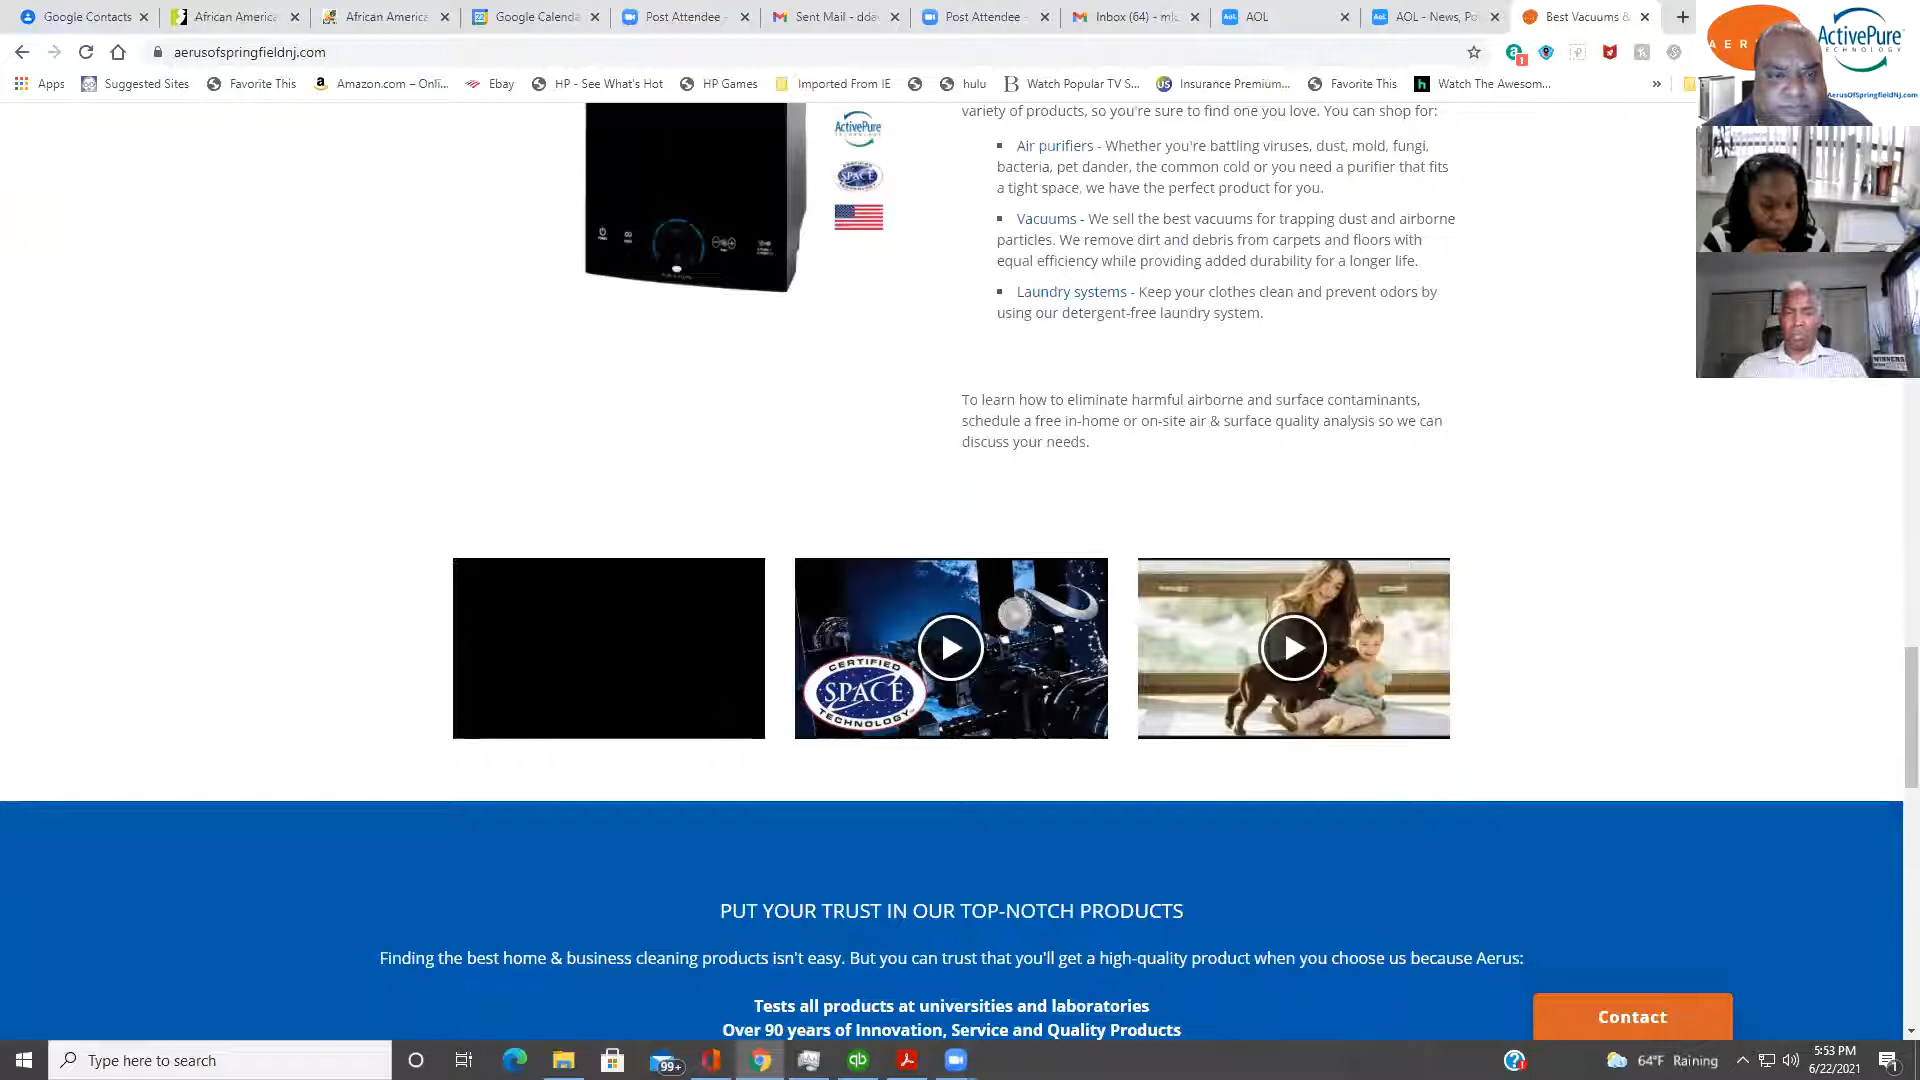 Google Contacts
African America
African America
Google Calenda
Post Attendee -
Sent Mail - dda
Post Attendee -
Inbox (64) - mk
AOL
AOL - News, Po
Best Vacuums &
aerusofspringfieldnj.com
1
Apps
Suggested Sites
Favorite This
Amazon.com – Onli...
Ebay
HP - See What's Hot
HP Games
Imported From IE
hulu
Watch Popular TV S...
Insurance Premium...
Favorite This
Watch The Awesom...
AER
ActivePure
TECHNOLOGY
AerusOfSpringfieldNj.com
WINNERS
ActivePure
TECHNOLOGY
CERTIFIED
SPACE
TECHNOLOGY
variety of products, so you're sure to find one you love. You can shop for:
Air purifiers - Whether you're battling viruses, dust, mold, fungi,
bacteria, pet dander, the common cold or you need a purifier that fits
a tight space, we have the perfect product for you.
Vacuums - We sell the best vacuums for trapping dust and airborne
particles. We remove dirt and debris from carpets and floors with
equal efficiency while providing added durability for a longer life.
Laundry systems - Keep your clothes clean and prevent odors by
using our detergent-free laundry system.
To learn how to eliminate harmful airborne and surface contaminants,
schedule a free in-home or on-site air & surface quality analysis so we can
discuss your needs.
CERTIFIED
SPACE
TECHNOLOGY
PUT YOUR TRUST IN OUR TOP-NOTCH PRODUCTS
Finding the best home & business cleaning products isn't easy. But you can trust that you'll get a high-quality product when you choose us because Aerus:
Tests all products at universities and laboratories
Over 90 years of Innovation, Service and Quality Products
Contact
Type here to search
99+
64°F Raining
5:53 PM
6/22/2021
1